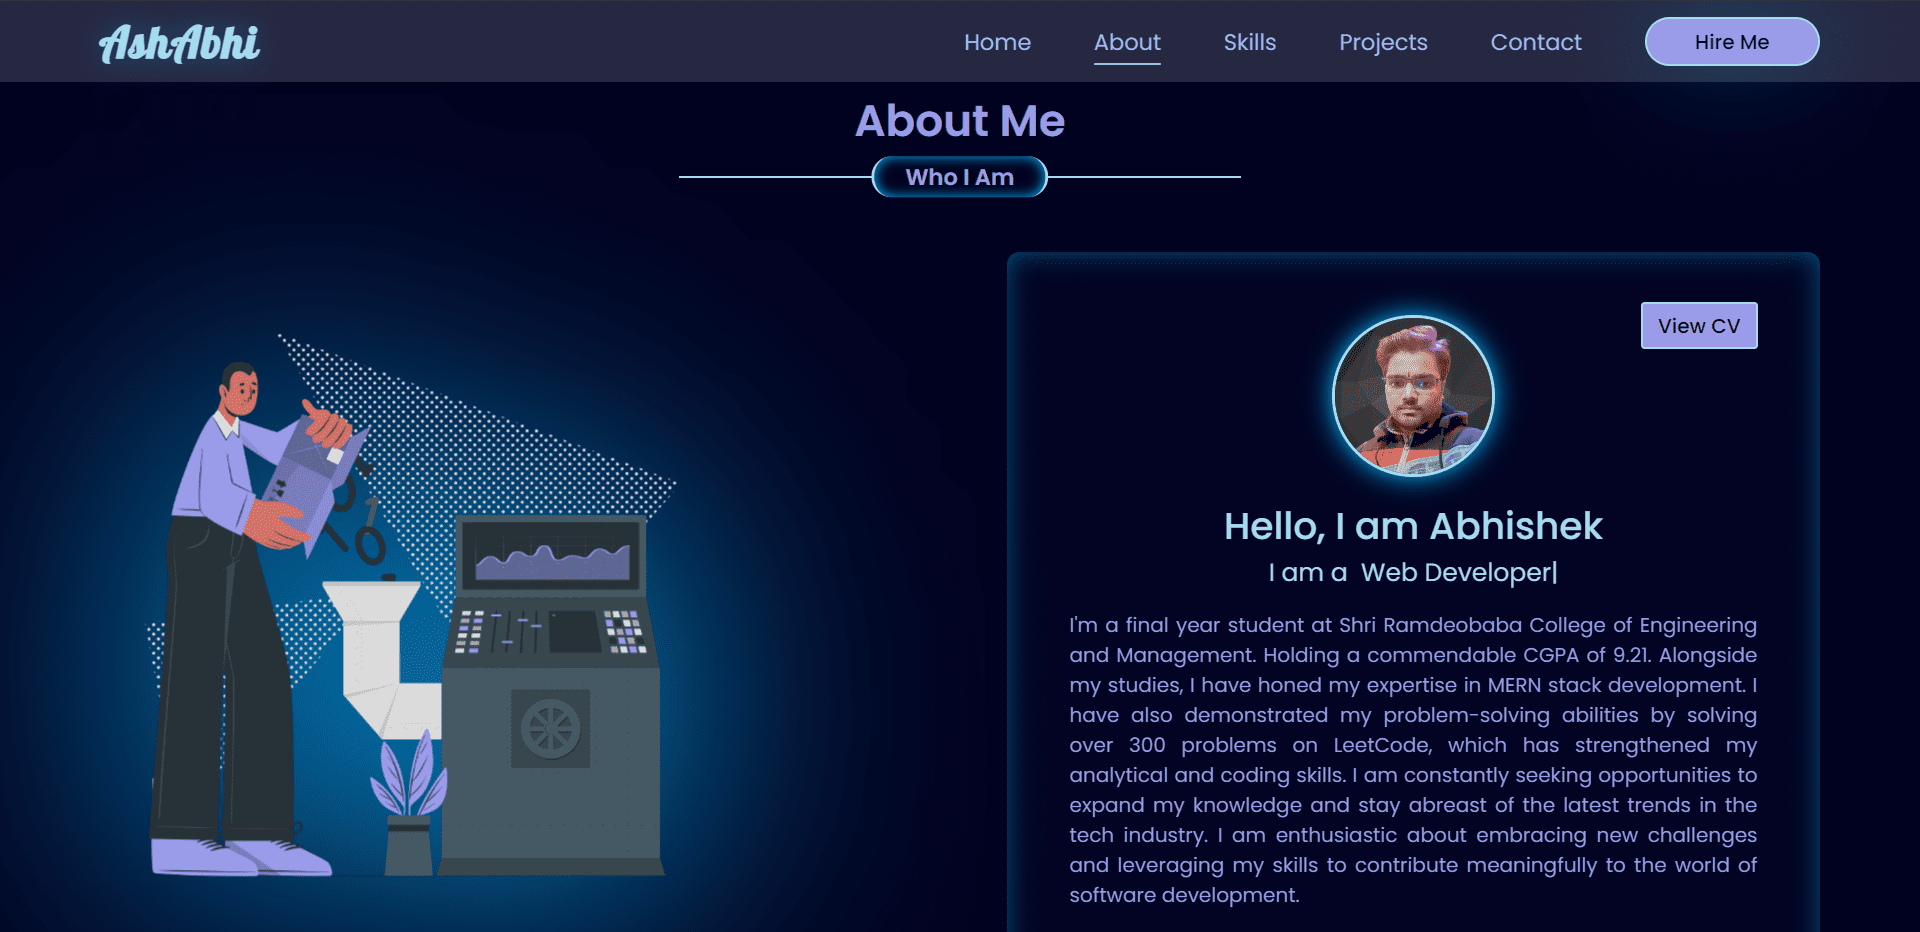 AshAbhi
Home
About
Skills
Projects
Contact
Hire Me
About Me
Who I Am
View CV
Hello, I am Abhishek
I am a Web Developer|
I'm a final year student at Shri Ramdeobaba College of Engineering
and Management. Holding a commendable CGPA of 9.21. Alongside
my studies, I have honed my expertise in MERN stack development. I
have also demonstrated my problem-solving abilities by solving
over 300 problems on LeetCode, which has strengthened my
analytical and coding skills. I am constantly seeking opportunities to
expand my knowledge and stay abreast of the latest trends in the
tech industry. I am enthusiastic about embracing new challenges
and leveraging my skills to contribute meaningfully to the world of
software development.